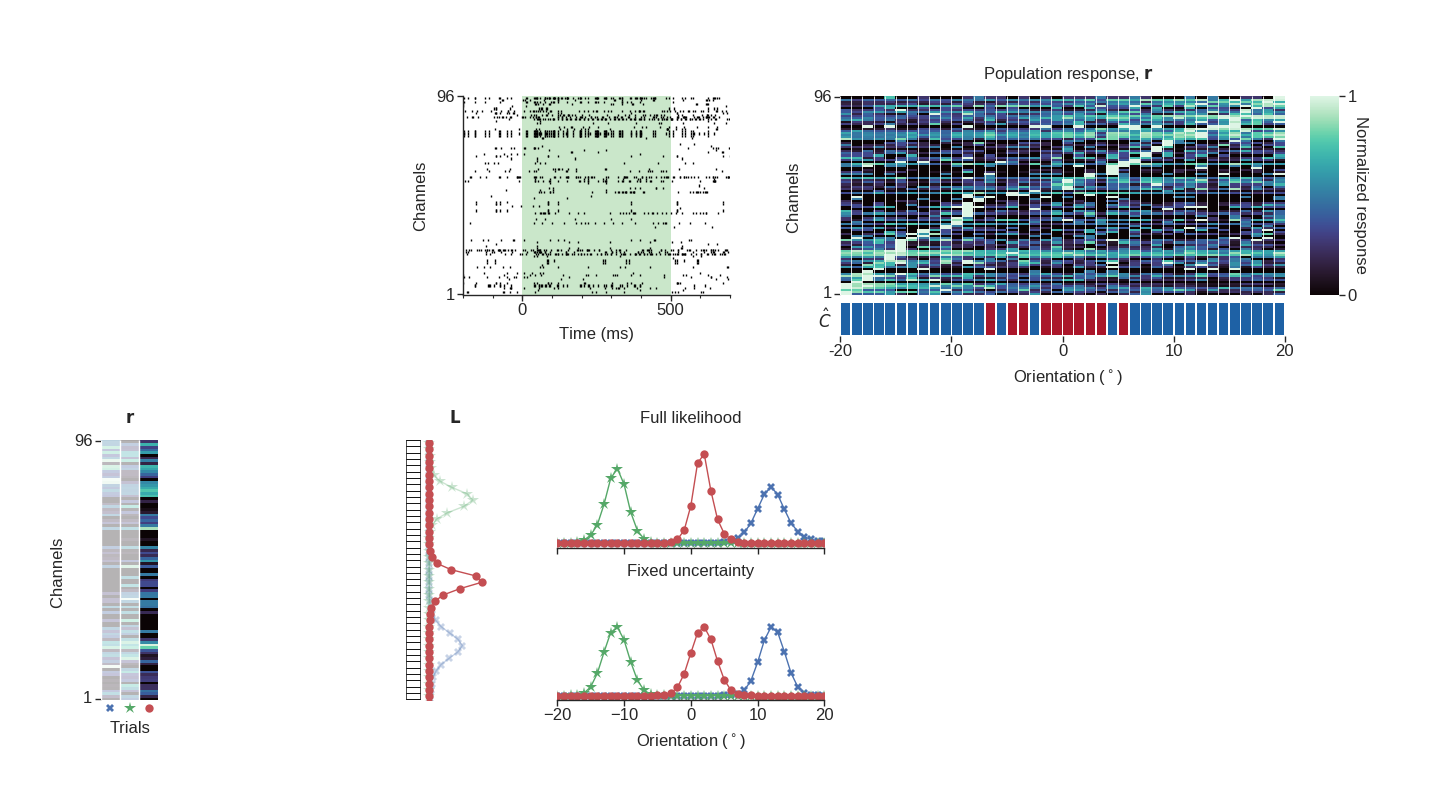 Population response, r
96
Channels
1
0
500
Time (ms)
96
Channels
1
Ĉ
-20
-10
0
10
20
Orientation (°)
1
0
Normalized response
r
96
Channels
1
Trials
L
Full likelihood
Fixed uncertainty
−20
−10
0
10
20
Orientation (°)